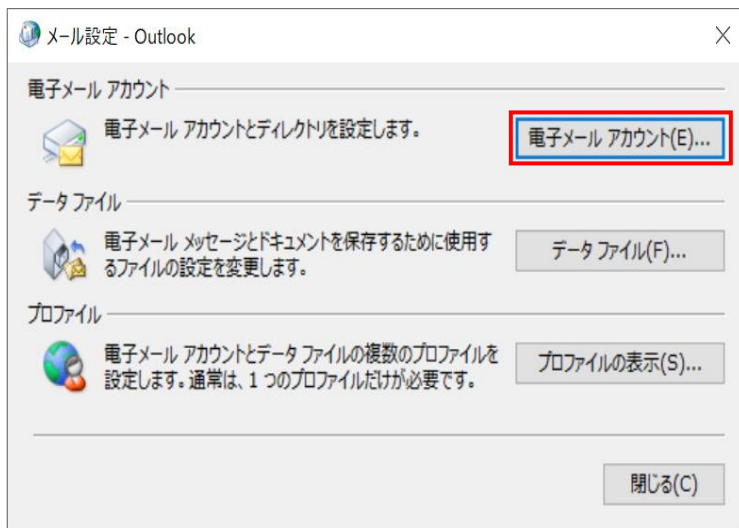 メール設定 - Outlook
電子メール アカウント
電子メール アカウントとディレクトリを設定します。
電子メール アカウント(E)...
データ ファイル
電子メール メッセージとドキュメントを保存するために使用す
るファイルの設定を変更します。
データ ファイル(F)...
プロファイル
電子メール アカウントとデータ ファイルの複数のプロファイルを
設定します。通常は、1 つのプロファイルだけが必要です。
プロファイルの表示(S)...
閉じる(C)